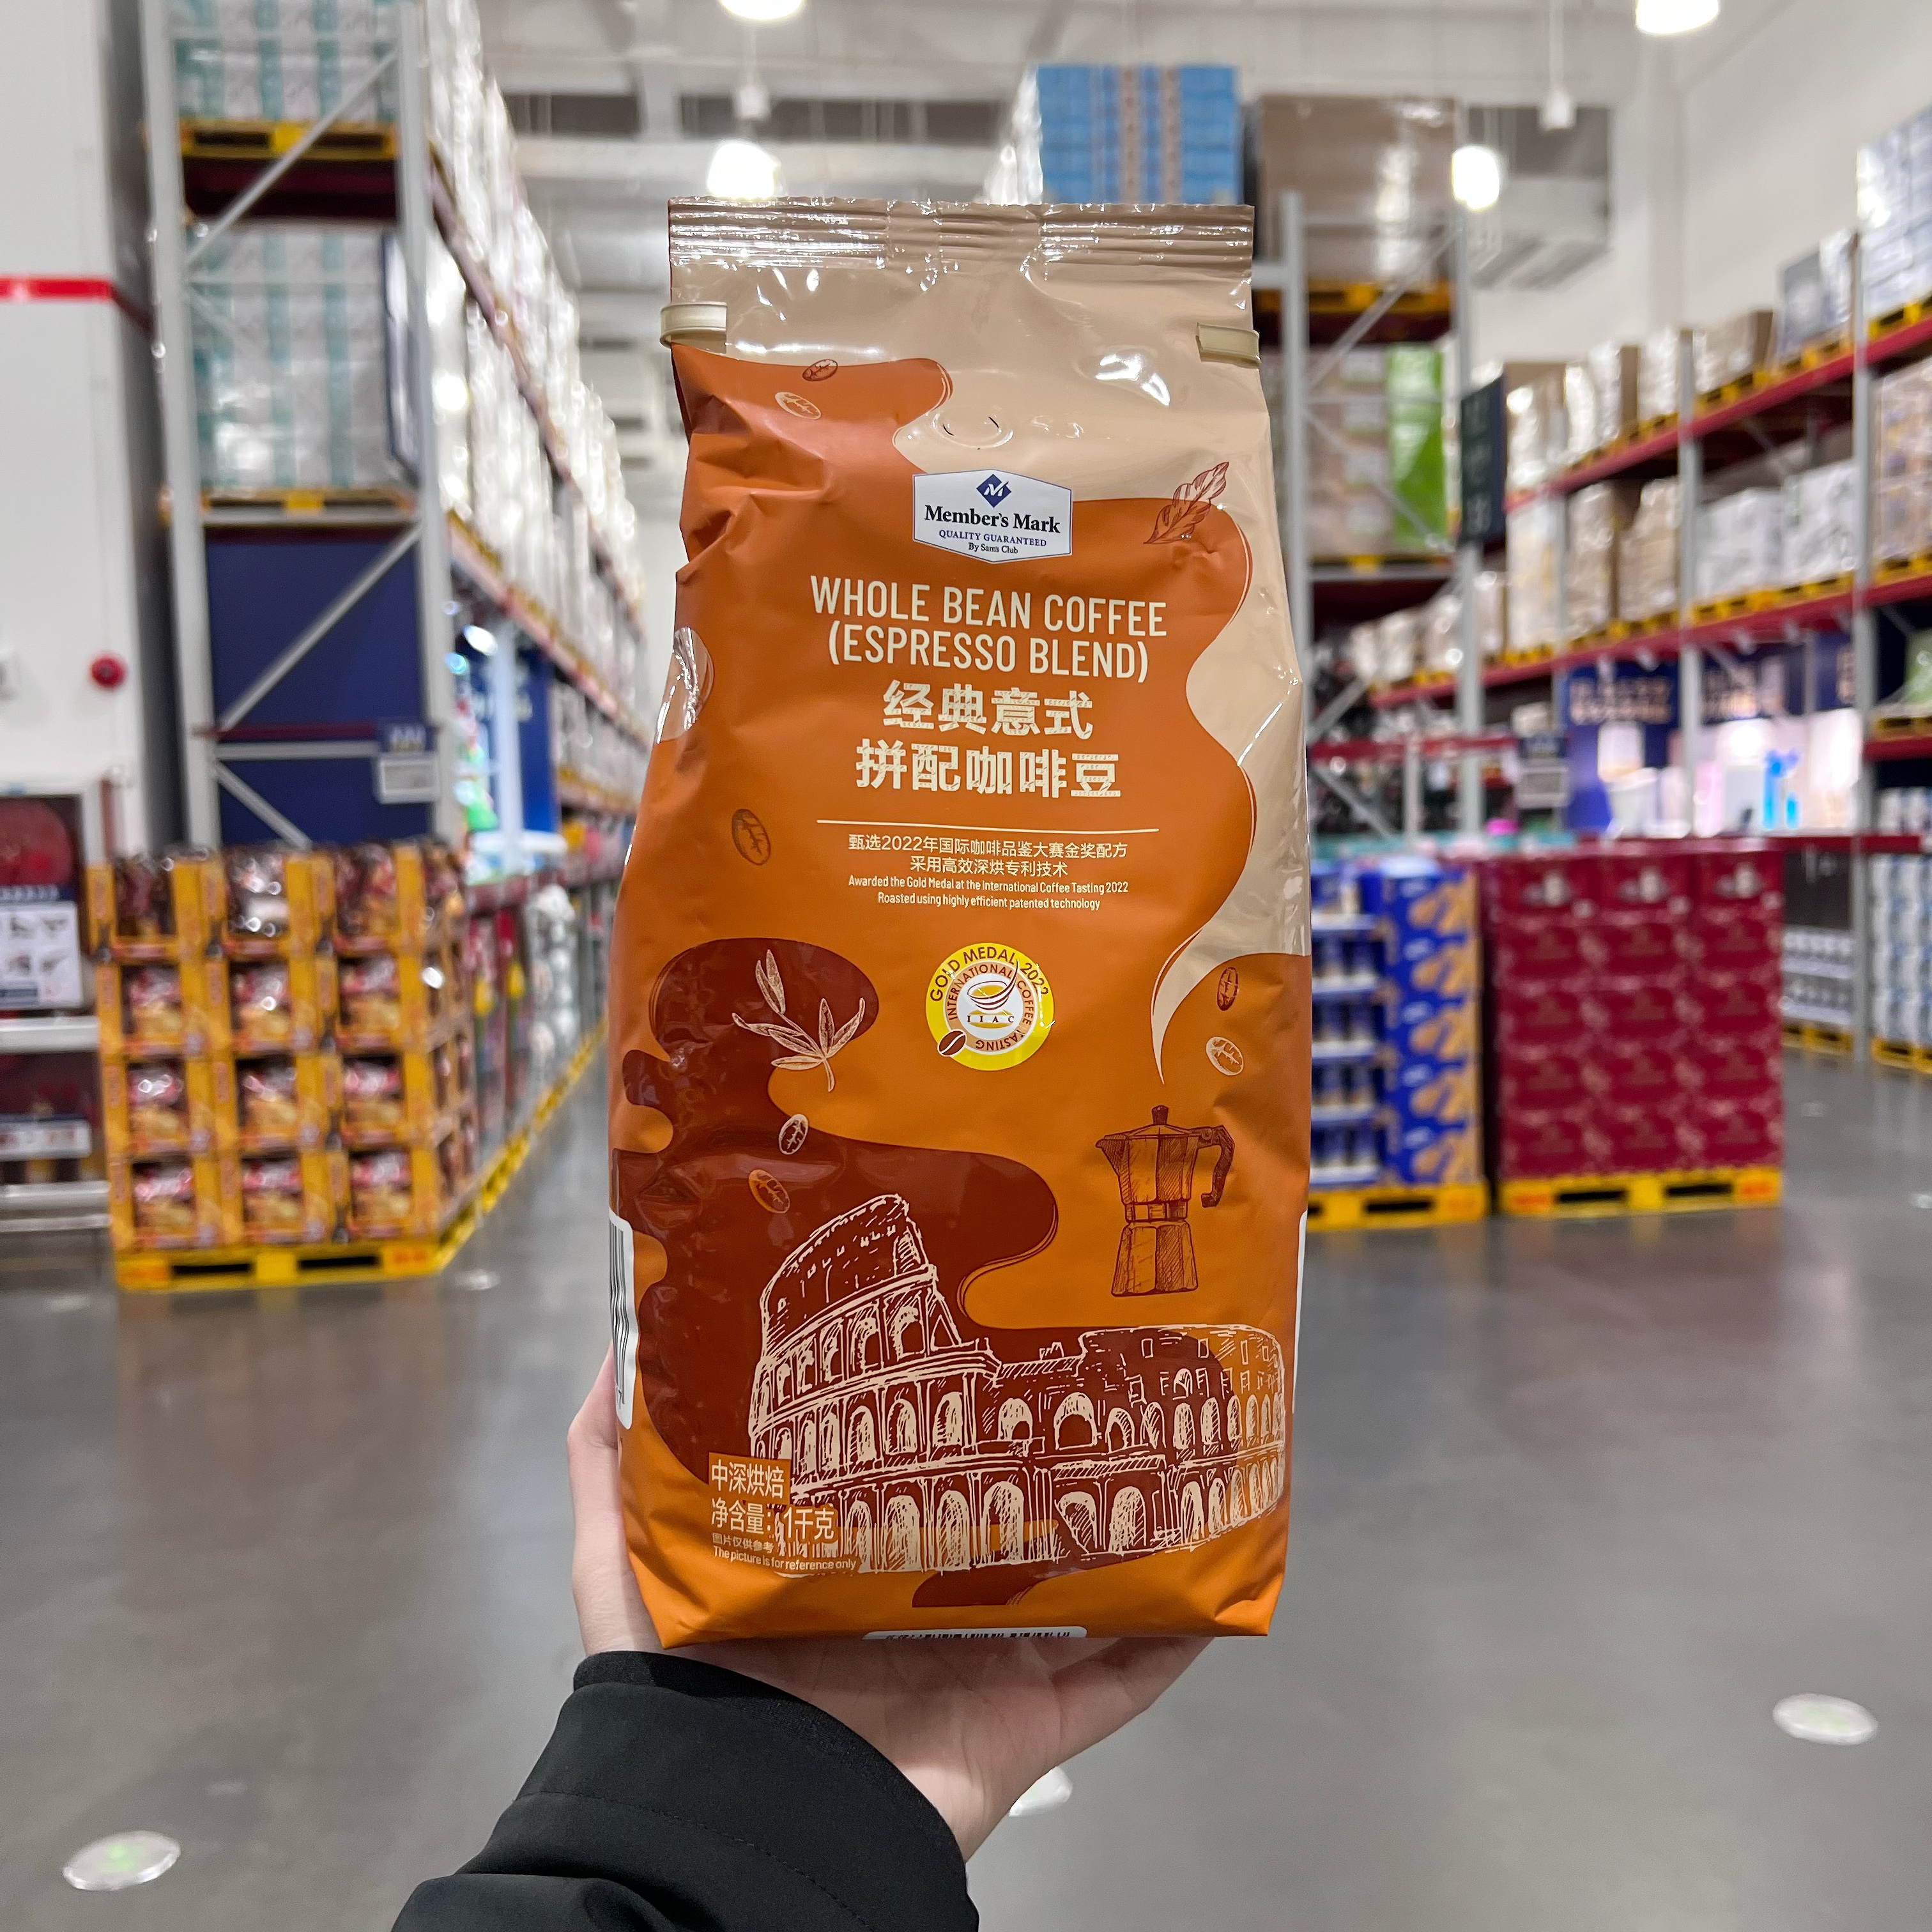 Member's Mark
QUALITY GUARANTEED
By Sam's Club
WHOLE BEAN COFFEE
(ESPRESSO BLEND)
经典意式
拼配咖啡豆
甄选2022年国际咖啡品鉴大赛金奖配方
采用高效深烘专利技术
Awarded the Gold Medal at the International Coffee Tasting 2022
Roasted using highly efficient patented technology
GOLD MEDAL 2022
INTERNATIONAL COFFEE TASTING
IIAC
中深烘焙
净含量：1千克
图片仅供参考
The picture is for reference only